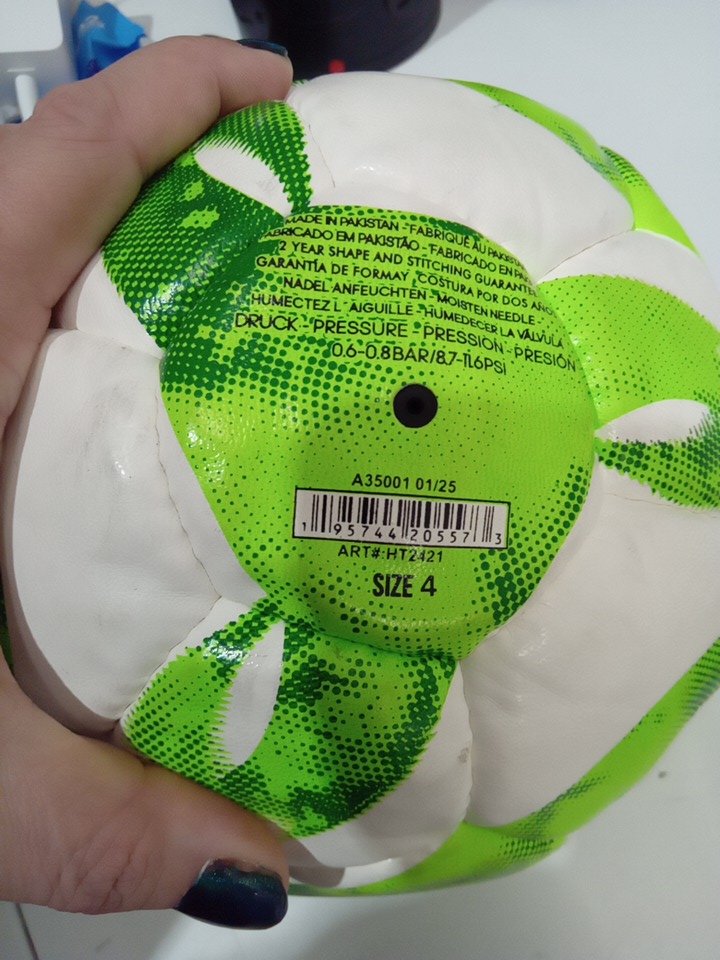 MADE IN PAKISTAN - FABRIQUÉ AU
FABRICADO EM PAKISTÃO - FABRICADO EN
2 YEAR SHAPE AND STITCHING GUARANTEE
GARANTÍA DE FORMA Y COSTURA POR DOS
NADEL ANFEUCHTEN - MOISTEN NEEDLE -
HUMECTEZ L' AIGUILLE - HUMEDECER LA VÁLVULA
DRUCK - PRESSURE - PRESSION - PRESIÓN
0.6-0.8BAR/8.7-11.6PSI
A35001 01/25
1 95744 20557 3
ART#: HT2421
SIZE 4